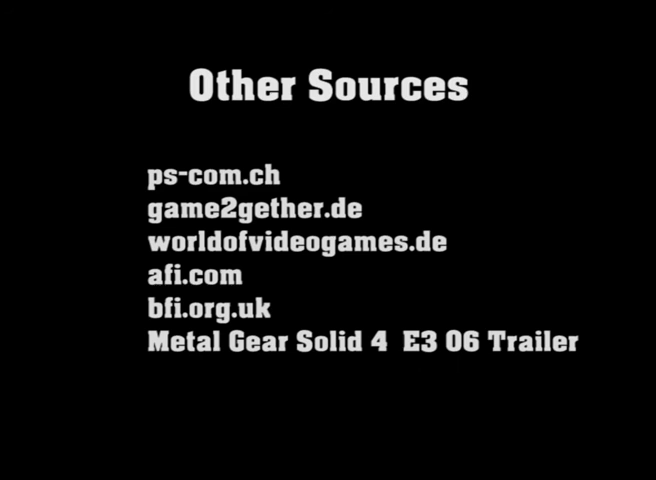 Other Sources
ps-com.ch
game2gether.de
worldofvideogames.de
afi.com
bfi.org.uk
Metal Gear Solid 4 E3 06 Trailer